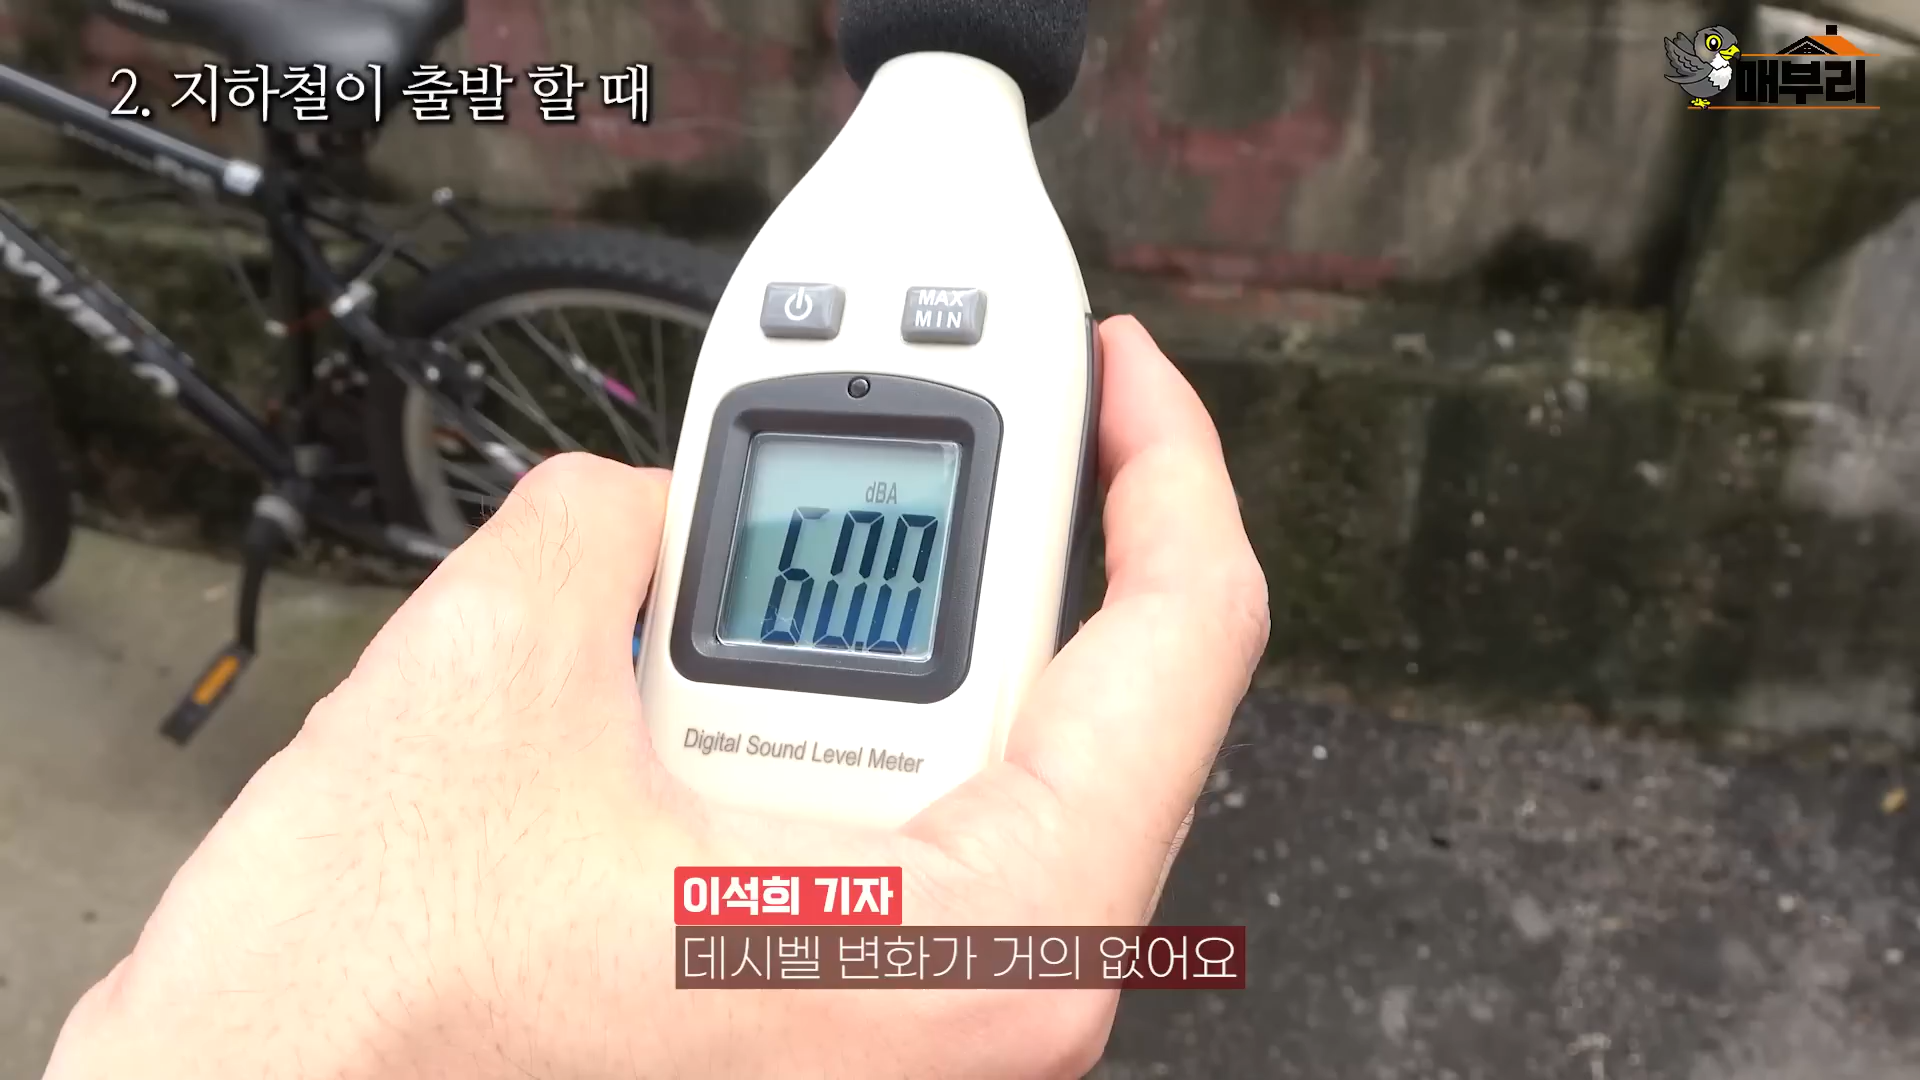 2. 지하철이 출발 할 때
매부리
MAX
MIN
dBA
60.0
Digital Sound Level Meter
이석희 기자
데시벨 변화가 거의 없어요